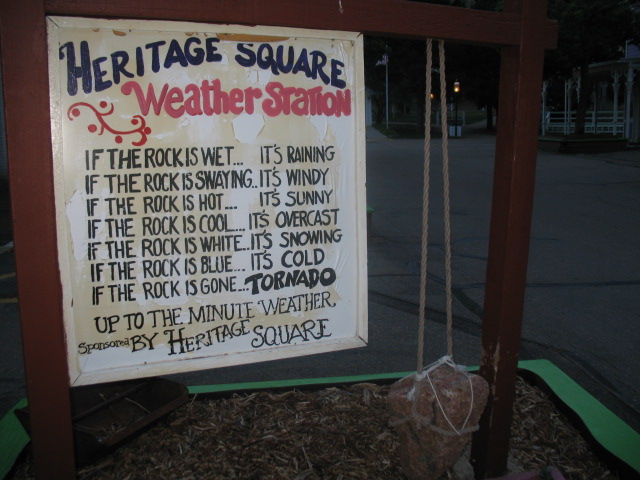 HERITAGE SQUARE
Weather Station
IF THE ROCK IS WET... IT'S RAINING
IF THE ROCK IS SWAYING.. IT'S WINDY
IF THE ROCK IS HOT.... IT'S SUNNY
IF THE ROCK IS COOL.... IT'S OVERCAST
IF THE ROCK IS WHITE... IT'S SNOWING
IF THE ROCK IS BLUE.... IT'S COLD
IF THE ROCK IS GONE... TORNADO
UP TO THE MINUTE WEATHER.
Sponsored BY HERITAGE SQUARE